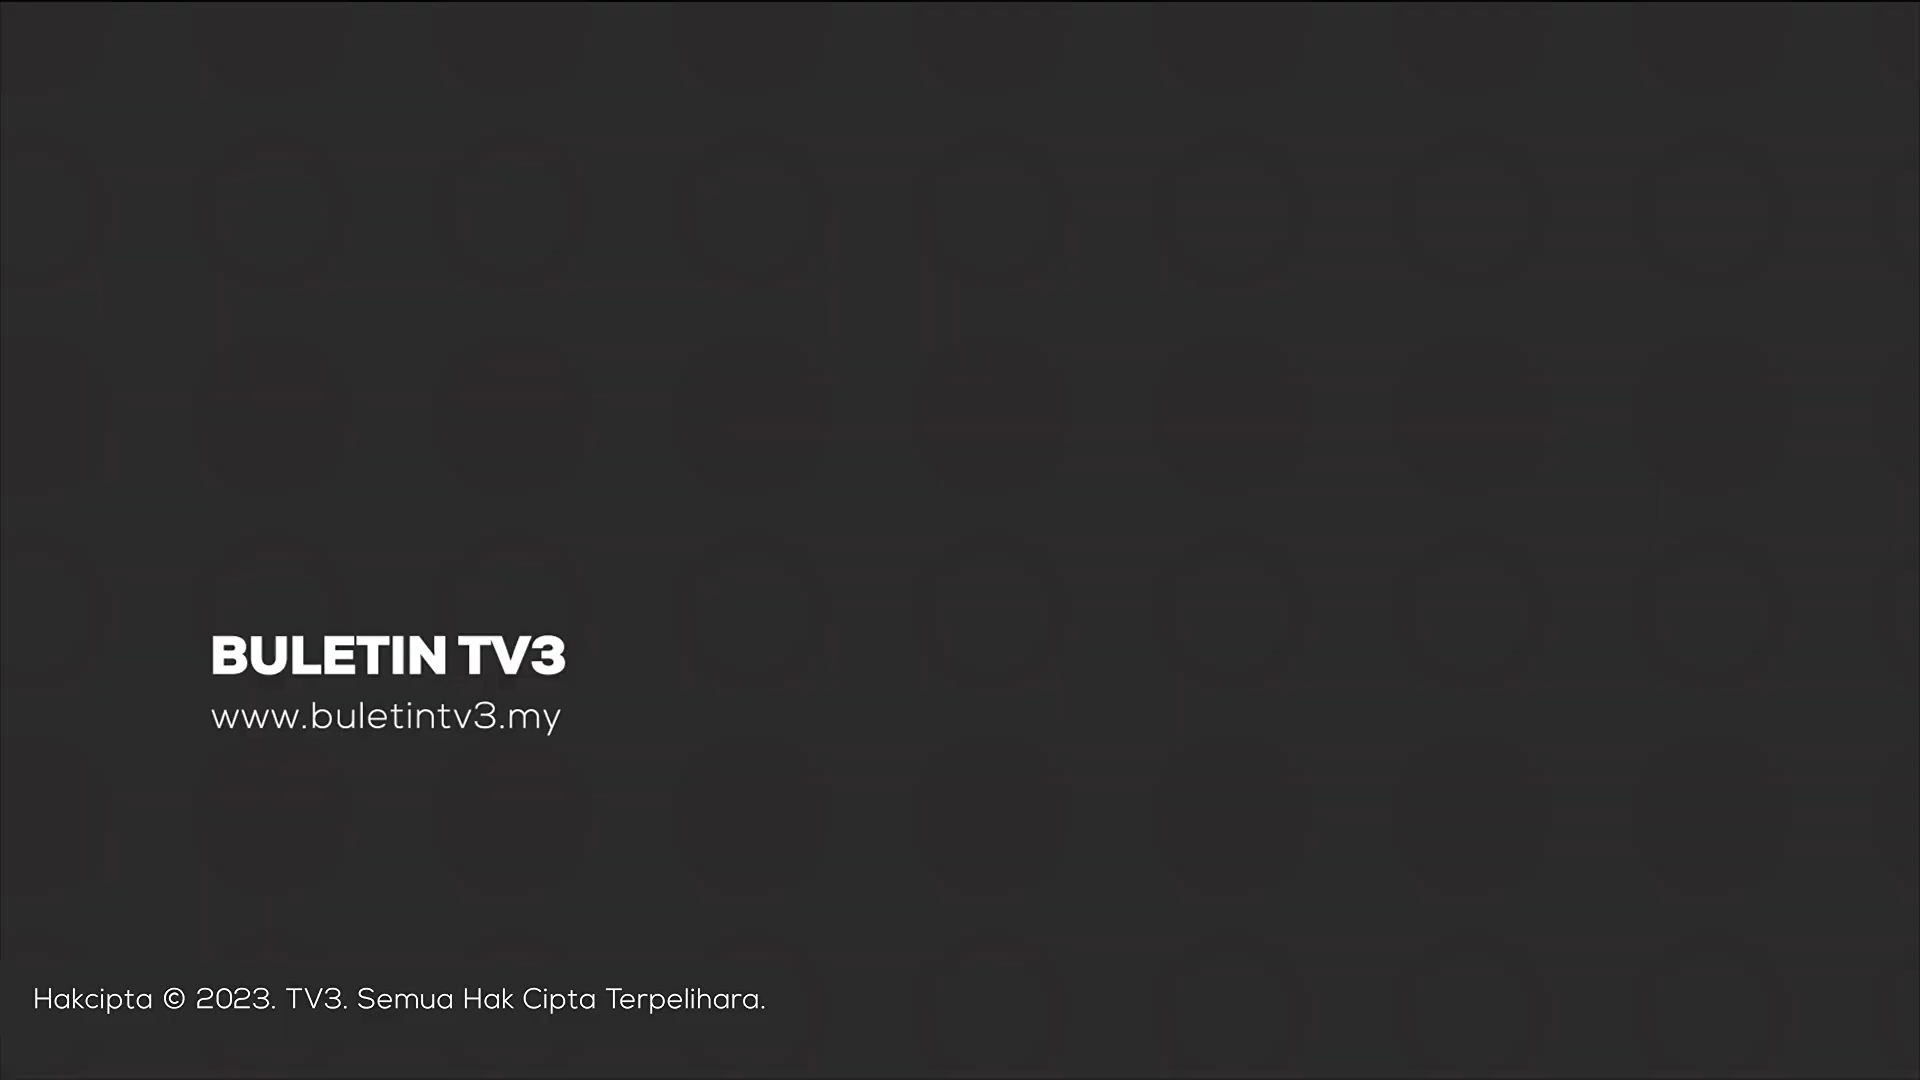 BULETIN TV3
www.buletintv3.my
Hakcipta © 2023. TV3. Semua Hak Cipta Terpelihara.